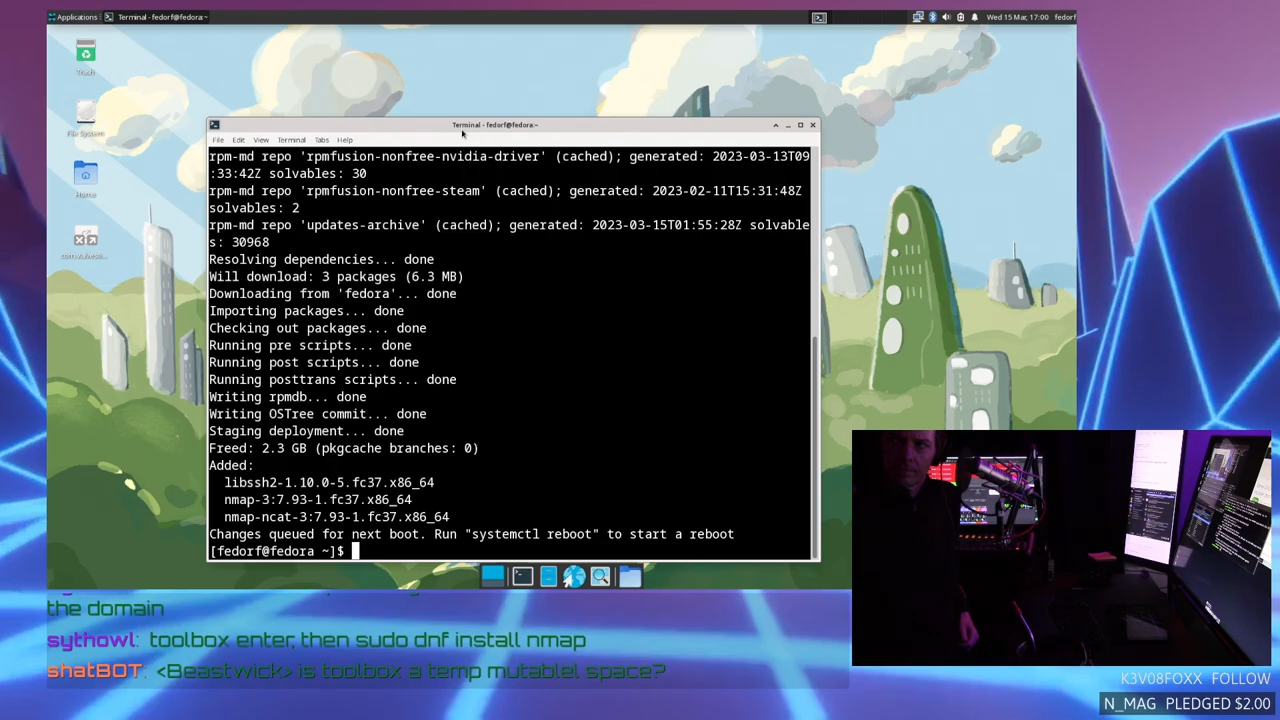 Applications
Terminal - fedorf@fedora:~
Wed 15 Mar, 17:00
fedorf
Trash
File System
Home
com.valveso...
Terminal - fedorf@fedora:~
File Edit View Terminal Tabs Help
rpm-md repo 'rpmfusion-nonfree-nvidia-driver' (cached); generated: 2023-03-13T09
:33:42Z solvables: 30
rpm-md repo 'rpmfusion-nonfree-steam' (cached); generated: 2023-02-11T15:31:48Z
solvables: 2
rpm-md repo 'updates-archive' (cached); generated: 2023-03-15T01:55:28Z solvable
s: 30968
Resolving dependencies... done
Will download: 3 packages (6.3 MB)
Downloading from 'fedora'... done
Importing packages... done
Checking out packages... done
Running pre scripts... done
Running post scripts... done
Running posttrans scripts... done
Writing rpmdb... done
Writing OSTree commit... done
Staging deployment... done
Freed: 2.3 GB (pkgcache branches: 0)
Added:
libssh2-1.10.0-5.fc37.x86_64
nmap-3:7.93-1.fc37.x86_64
nmap-ncat-3:7.93-1.fc37.x86_64
Changes queued for next boot. Run "systemctl reboot" to start a reboot
[fedorf@fedora ~]$
the domain
sythowl: toolbox enter, then sudo dnf install nmap
shatBOT: <Beastwick> is toolbox a temp mutablel space?
K3V08FOXX FOLLOW
N_MAG PLEDGED $2.00